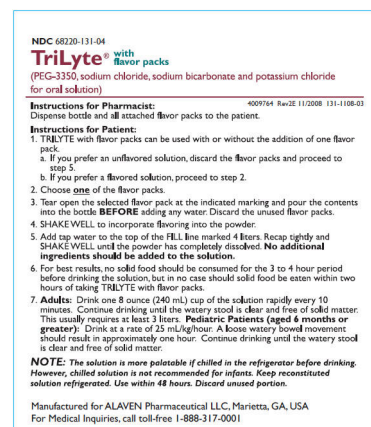 NDC 68220-131-04
TriLyte® with
flavor packs
(PEG-3350, sodium chloride, sodium bicarbonate and potassium chloride
for oral solution)
4009764 Rev2E 11/2008 131-1108-03
Instructions for Pharmacist:
Dispense bottle and all attached flavor packs to the patient.
Instructions for Patient:
1. TRILYTE with flavor packs can be used with or without the addition of one flavor
pack.
a. If you prefer an unflavored solution, discard the flavor packs and proceed to
step 5.
b. If you prefer a flavored solution, proceed to step 2.
2. Choose one of the flavor packs.
3. Tear open the selected flavor pack at the indicated marking and pour the contents
into the bottle BEFORE adding any water. Discard the unused flavor packs.
4. SHAKE WELL to incorporate flavoring into the powder.
5. Add tap water to the top of the FILL line marked 4 liters. Recap tightly and
SHAKE WELL until the powder has completely dissolved. No additional
ingredients should be added to the solution.
6. For best results, no solid food should be consumed for the 3 to 4 hour period
before drinking the solution, but in no case should solid food be eaten within two
hours of taking TRILYTE with flavor packs.
7. Adults: Drink one 8 ounce (240 mL) cup of the solution rapidly every 10
minutes. Continue drinking until the watery stool is clear and free of solid matter.
This usually requires at least 3 liters. Pediatric Patients (aged 6 months or
greater): Drink at a rate of 25 mL/kg/hour. A loose watery bowel movement
should result in approximately one hour. Continue drinking until the watery stool
is clear and free of solid matter.
NOTE: The solution is more palatable if chilled in the refrigerator before drinking.
However, chilled solution is not recommended for infants. Keep reconstituted
solution refrigerated. Use within 48 hours. Discard unused portion.
Manufactured for ALAVEN Pharmaceutical LLC, Marietta, GA, USA
For Medical Inquiries, call toll-free 1-888-317-0001